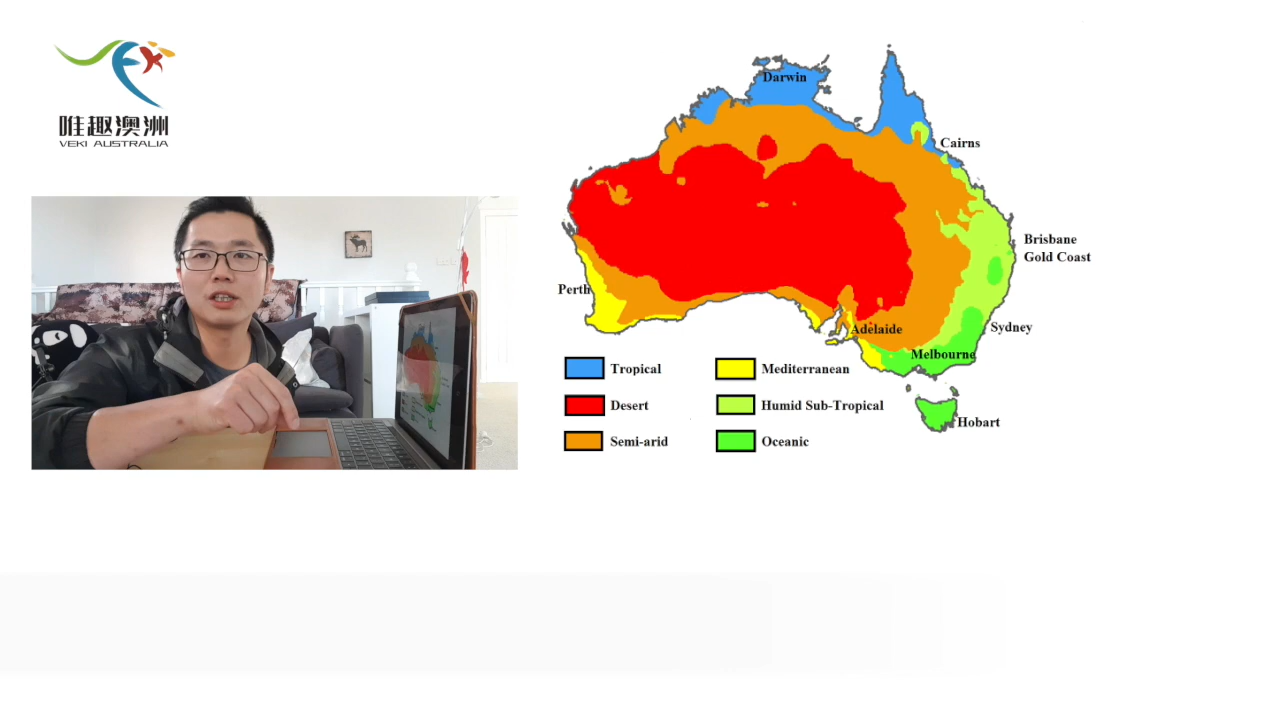 唯趣澳洲
VEKI AUSTRALIA
Darwin
Cairns
Brisbane
Gold Coast
Perth
Adelaide
Sydney
Melbourne
Hobart
Tropical
Mediterranean
Desert
Humid Sub-Tropical
Semi-arid
Oceanic